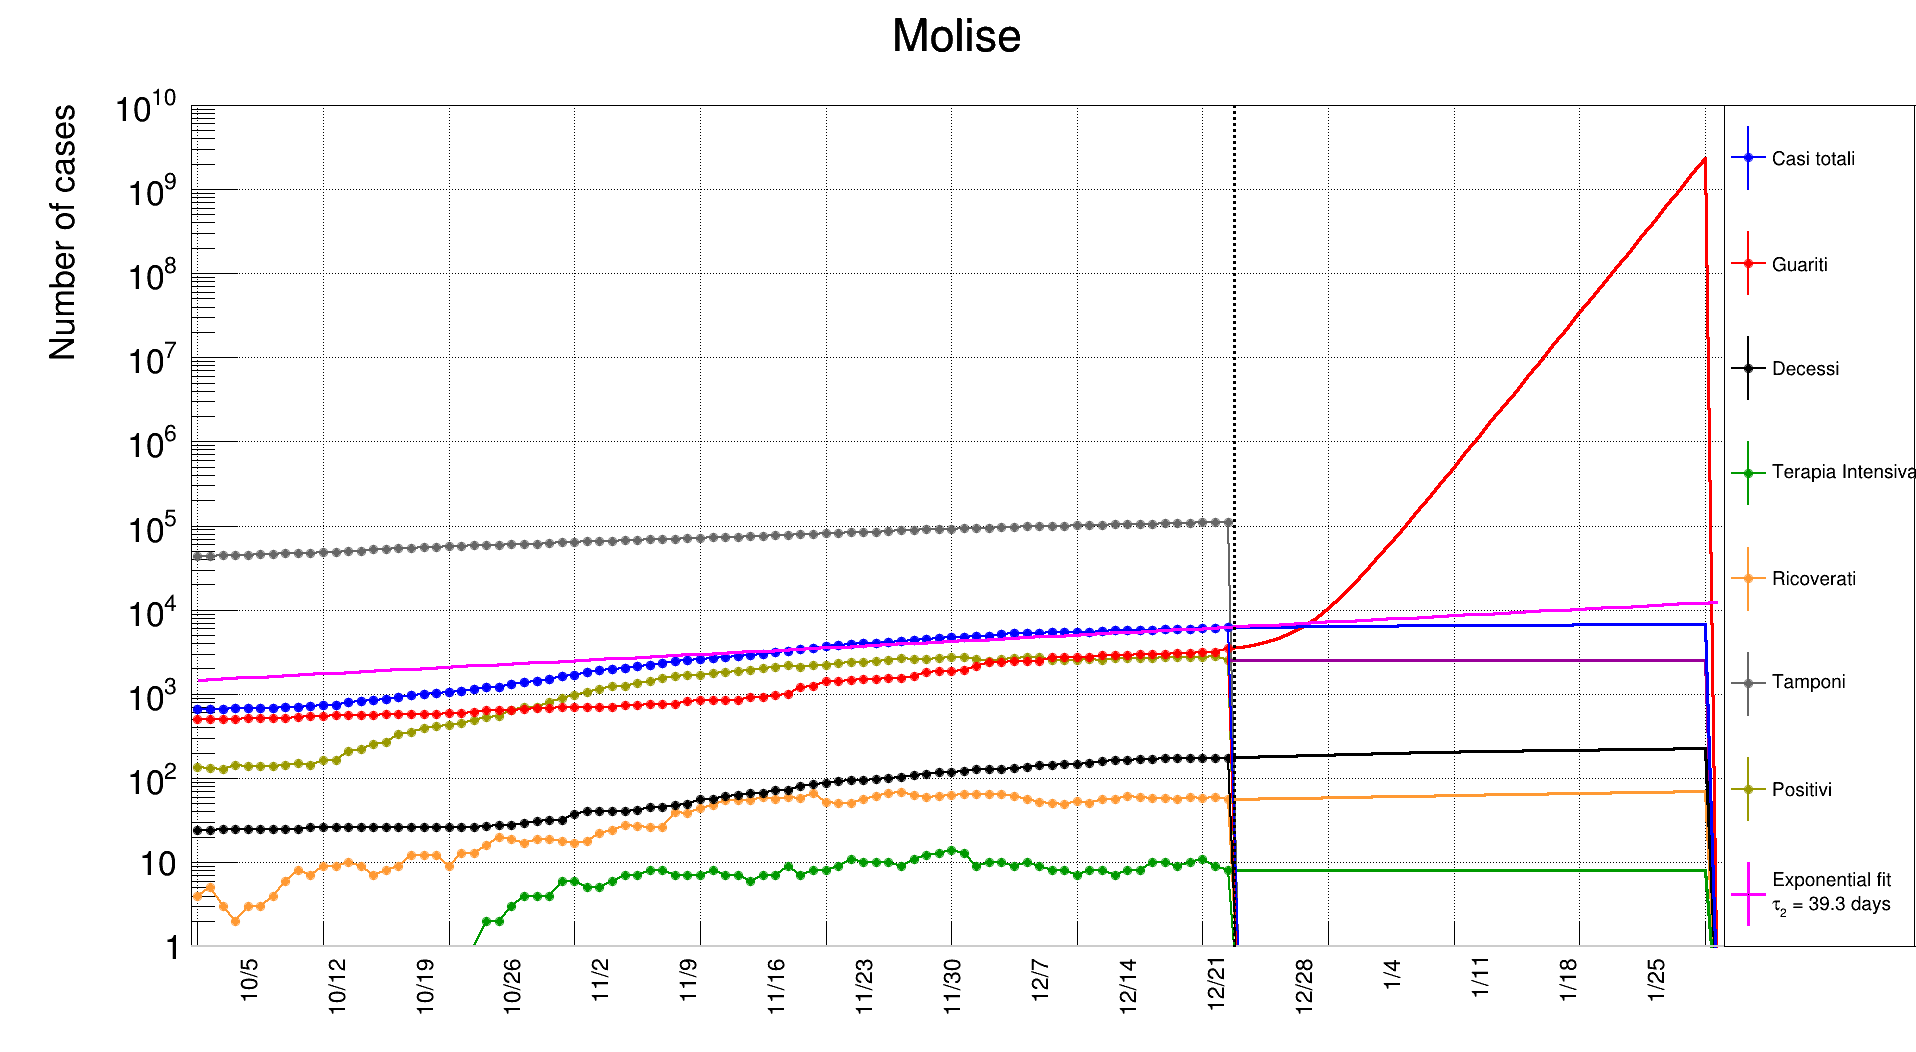 Molise
Number of cases
10^10
10^9
10^8
10^7
10^6
10^5
10^4
10^3
10^2
10
1
10/5
10/12
10/19
10/26
11/2
11/9
11/16
11/23
11/30
12/7
12/14
12/21
12/28
1/4
1/11
1/18
1/25
Casi totali
Guariti
Decessi
Terapia Intensiva
Ricoverati
Tamponi
Positivi
Exponential fit
τ_2 = 39.3 days